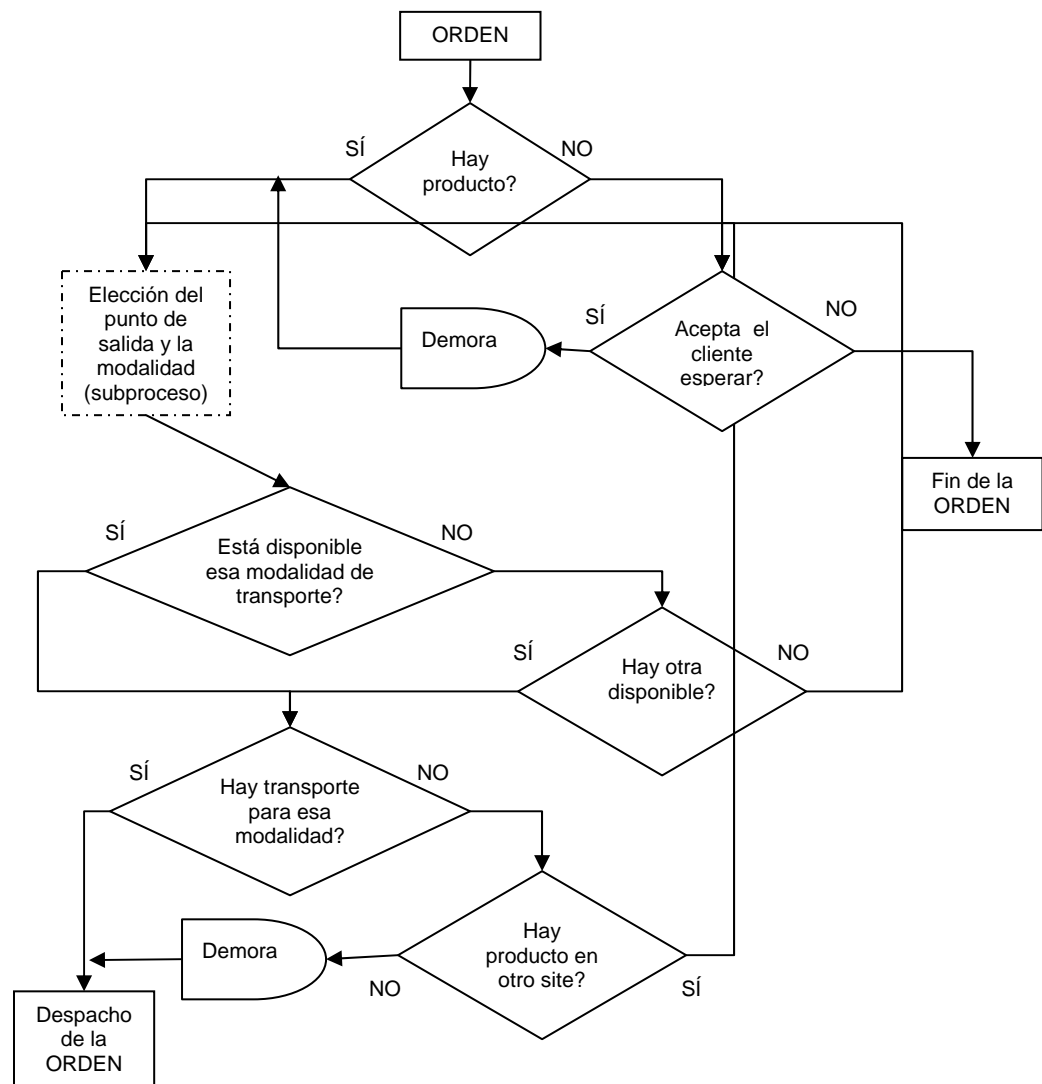 ORDEN
SÍ
Hay
producto?
NO
Elección del
punto de
salida y la
modalidad
(subproceso)
Demora
SÍ
Acepta el
cliente
esperar?
NO
Fin de la
ORDEN
SÍ
Está disponible
esa modalidad de
transporte?
NO
SÍ
Hay otra
disponible?
NO
SÍ
Hay transporte
para esa
modalidad?
NO
Demora
NO
Hay
producto en
otro site?
SÍ
Despacho
de la
ORDEN